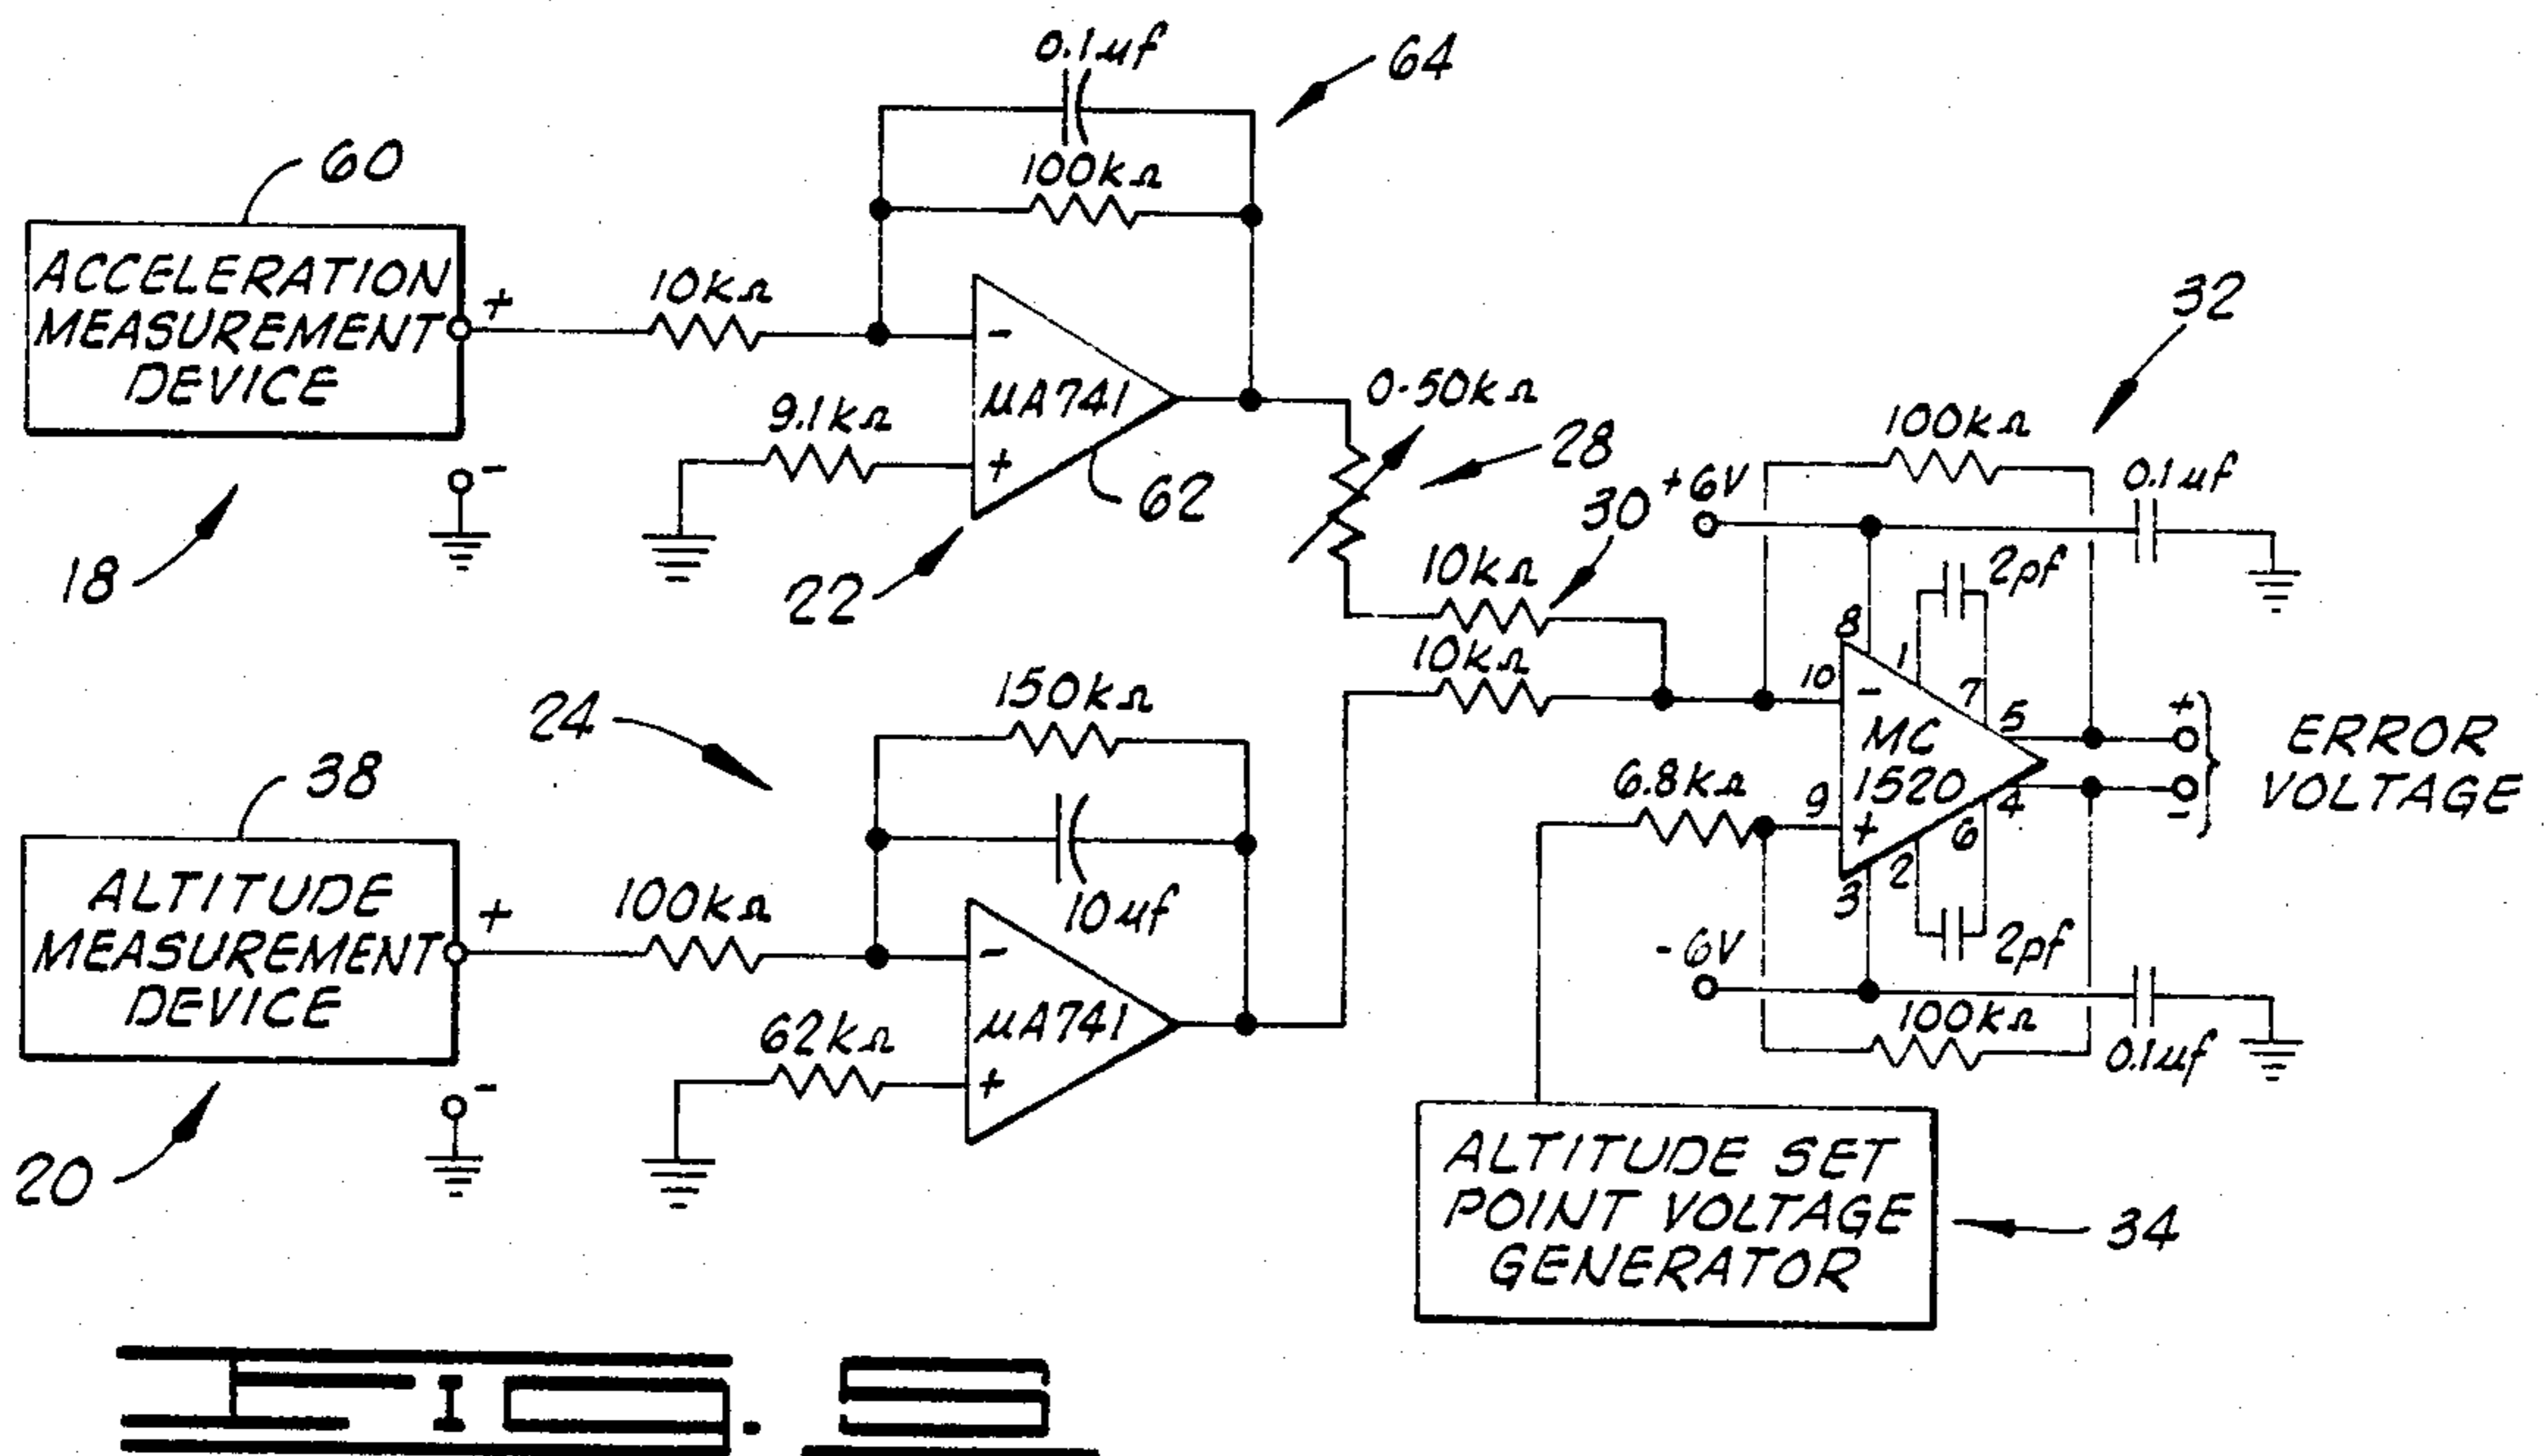 0.1µf
64
60
100kΩ
ACCELERATION
MEASUREMENT
DEVICE
+
-
10kΩ
-
µA741
+
9.1kΩ
62
22
18
0-50kΩ
28
30
32
100kΩ
+6V
0.1µf
2pf
10kΩ
10kΩ
8
1
10
7
-
5
MC
1520
9
+
4
6
2
3
+
-
ERROR
VOLTAGE
6.8kΩ
-6V
2pf
100kΩ
0.1µf
24
150kΩ
38
10µf
ALTITUDE
MEASUREMENT
DEVICE
+
-
100kΩ
-
µA741
+
62kΩ
20
ALTITUDE SET
POINT VOLTAGE
GENERATOR
34
FIG.